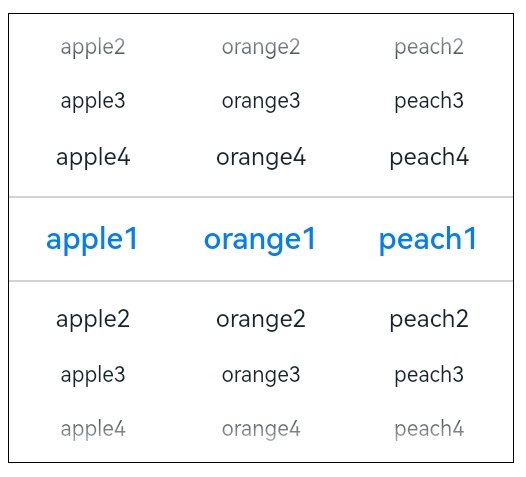 apple2 orange2 peach2
apple3 orange3 peach3
apple4 orange4 peach4
apple1 orange1 peach1
apple2 orange2 peach2
apple3 orange3 peach3
apple4 orange4 peach4